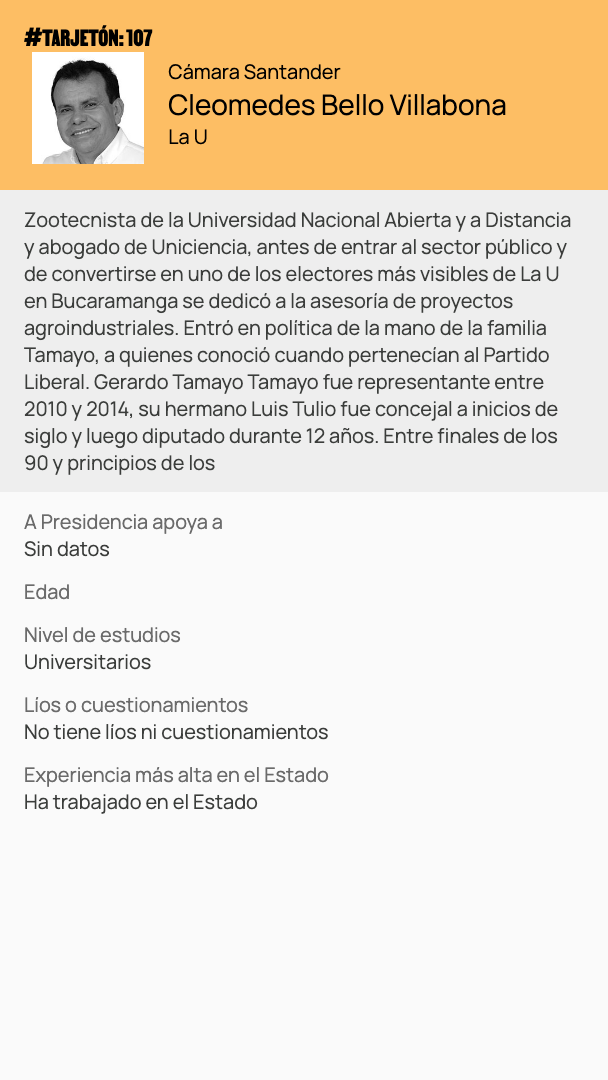 #TARJETÓN: 107
Cámara Santander
Cleomedes Bello Villabona
La U
Zootecnista de la Universidad Nacional Abierta y a Distancia
y abogado de Uniciencia, antes de entrar al sector público y
de convertirse en uno de los electores más visibles de La U
en Bucaramanga se dedicó a la asesoría de proyectos
agroindustriales. Entró en política de la mano de la familia
Tamayo, a quienes conoció cuando pertenecían al Partido
Liberal. Gerardo Tamayo Tamayo fue representante entre
2010 y 2014, su hermano Luis Tulio fue concejal a inicios de
siglo y luego diputado durante 12 años. Entre finales de los
90 y principios de los
A Presidencia apoya a
Sin datos
Edad
Nivel de estudios
Universitarios
Líos o cuestionamientos
No tiene líos ni cuestionamientos
Experiencia más alta en el Estado
Ha trabajado en el Estado